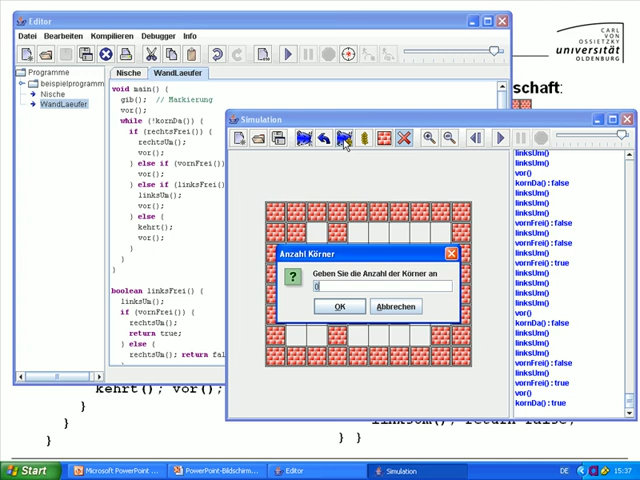 Editor
Datei Bearbeiten Kompilieren Debugger Info
Programme
beispielprogramm
Nische
WandLaeufer
Nische WandLaeufer
void main() {
gib(); // Markierung
vor();
while (!kornDa()) {
if (rechtsFrei()) {
rechtsUm();
vor();
} else if (vornFrei()
vor();
} else if (linksFrei(
linksUm();
vor();
} else {
kehrt();
vor();
}
}
}
boolean linksFrei() {
linksUm();
if (vornFrei()) {
rechtsUm();
return true;
} else {
rechtsUm(); return fal
CARL
VON
OSSIETZKY
universität
OLDENBURG
schaft:
Simulation
linksUm()
linksUm()
vor()
kornDa() : false
linksUm()
linksUm()
linksUm()
vornFrei() : false
linksUm()
vornFrei() : true
linksUm()
linksUm()
linksUm()
linksUm()
vor()
kornDa() : false
linksUm()
linksUm()
linksUm()
vornFrei() : false
linksUm()
vornFrei() : true
vor()
kornDa() : true
Anzahl Körner
Geben Sie die Anzahl der Körner an
0
OK Abbrechen
kehrt(); vor();
}
}
}
linksUm(); return false;
} }
Start
Microsoft PowerPoint ...
PowerPoint-Bildschirm...
Editor
Simulation
DE
15:37